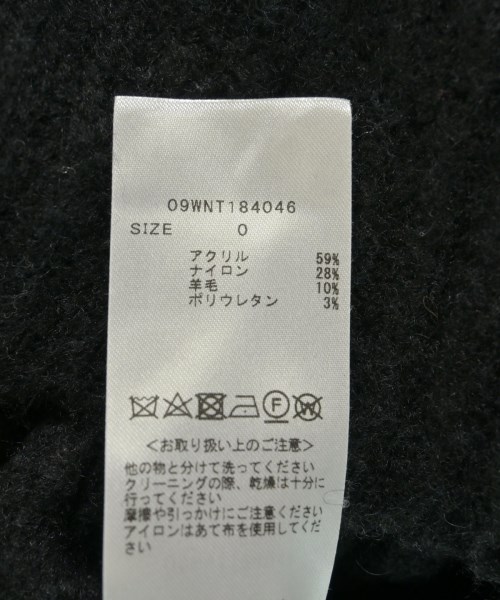 09WNT184046
SIZE 0
アクリル 59%
ナイロン 28%
羊毛 10%
ポリウレタン 3%
F W
<お取り扱い上のご注意>
他の物と分けて洗ってください
クリーニングの際、乾燥は十分に
行ってください
摩擦や引っかけにご注意ください
アイロンはあて布を使用してくだ
さい